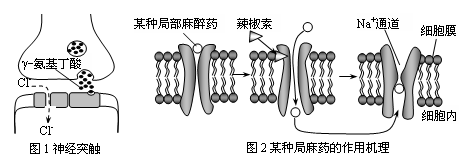 某种局部麻醉药
辣椒素
Na⁺通道
细胞膜
γ-氨基丁酸
Cl⁻
Cl⁻
细胞内
图1神经突触
图2某种局麻药的作用机理